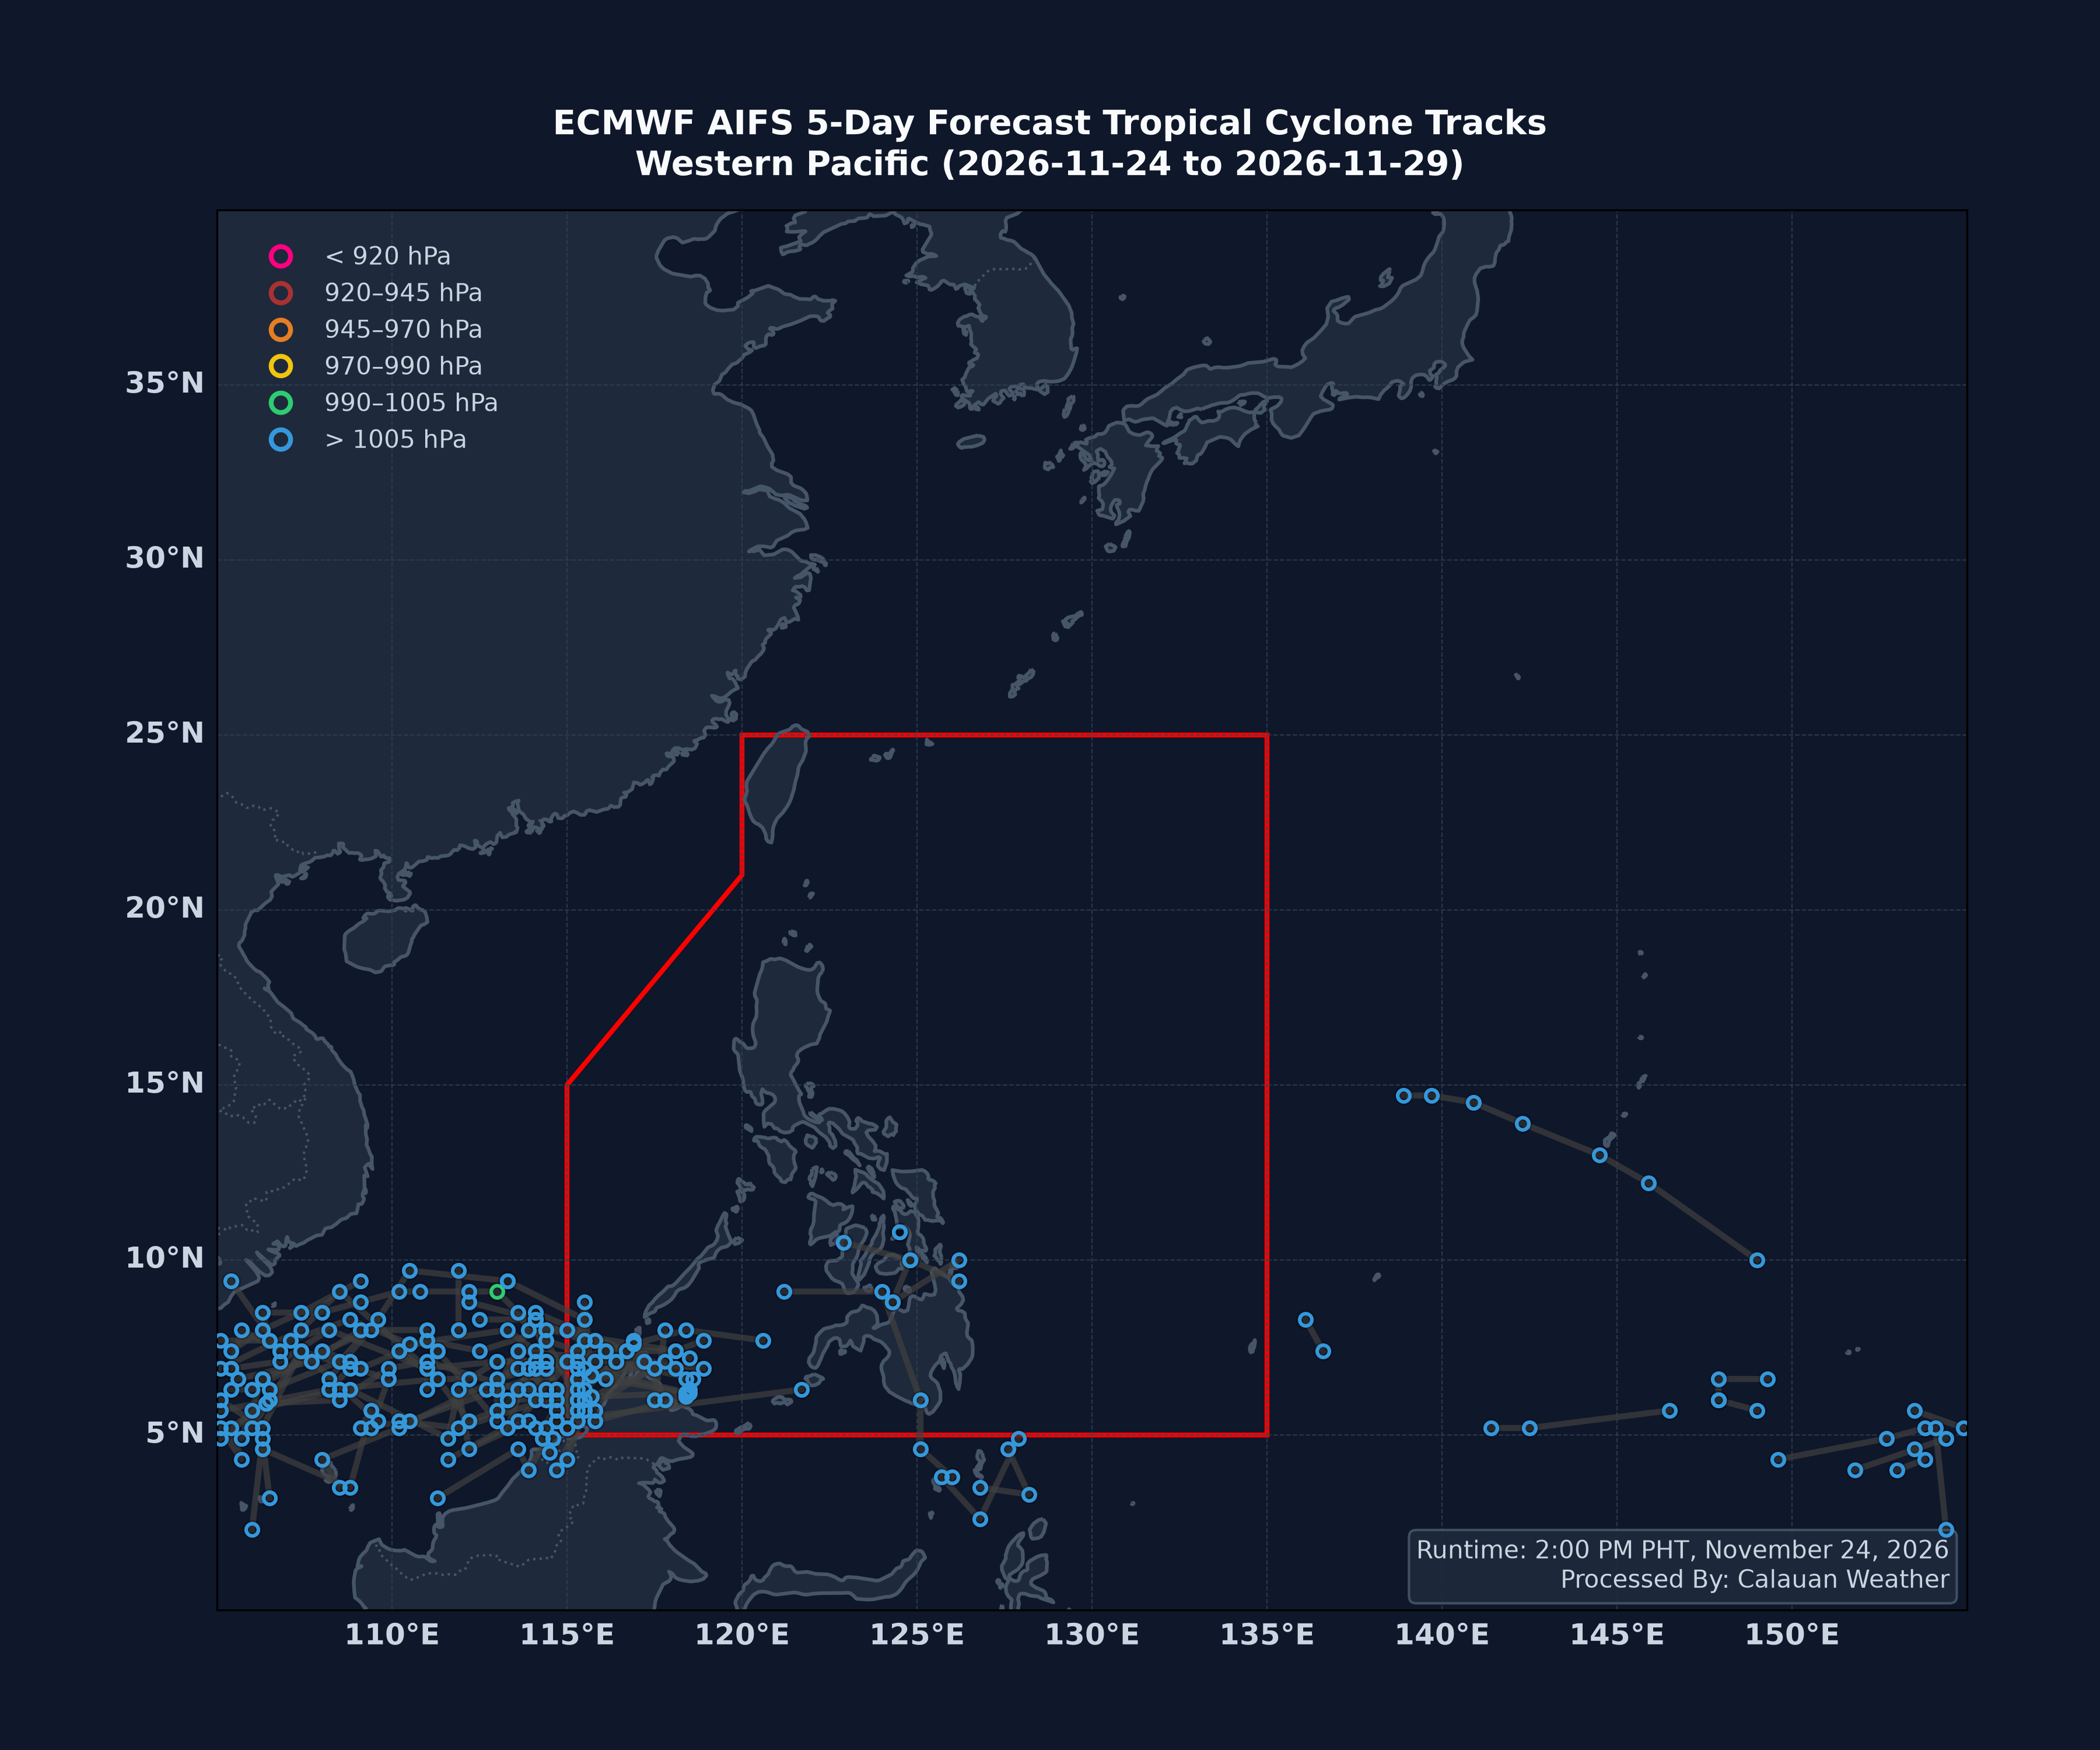 ECMWF AIFS 5-Day Forecast Tropical Cyclone Tracks
Western Pacific (2026-11-24 to 2026-11-29)
< 920 hPa
920–945 hPa
945–970 hPa
970–990 hPa
990–1005 hPa
> 1005 hPa
35°N
30°N
25°N
20°N
15°N
10°N
5°N
Runtime: 2:00 PM PHT, November 24, 2026
Processed By: Calauan Weather
110°E
115°E
120°E
125°E
130°E
135°E
140°E
145°E
150°E